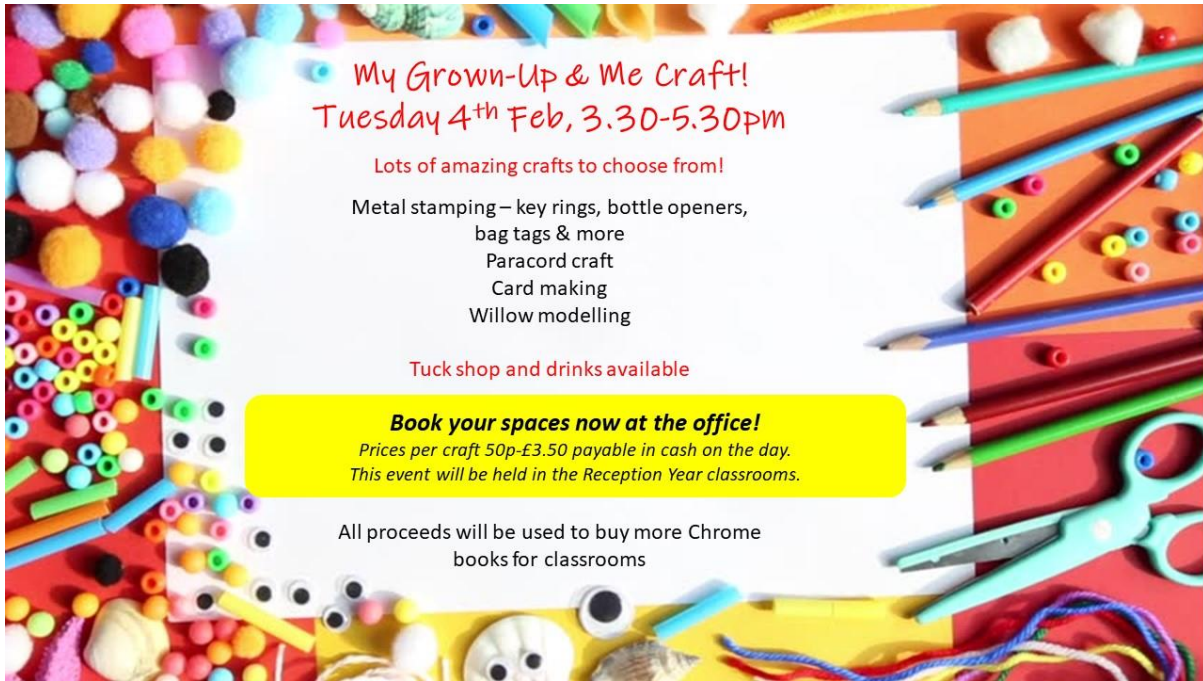 My Grown-Up & Me Craft!
Tuesday 4th Feb, 3.30-5.30pm
Lots of amazing crafts to choose from!
Metal stamping – key rings, bottle openers,
bag tags & more
Paracord craft
Card making
Willow modelling
Tuck shop and drinks available
Book your spaces now at the office!
Prices per craft 50p-£3.50 payable in cash on the day.
This event will be held in the Reception Year classrooms.
All proceeds will be used to buy more Chrome
books for classrooms